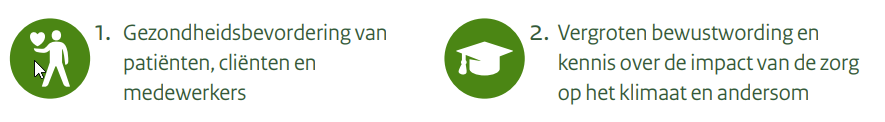 1. Gezondheidsbevordering van
patiënten, cliënten en
medewerkers
2. Vergroten bewustwording en
kennis over de impact van de zorg
op het klimaat en andersom